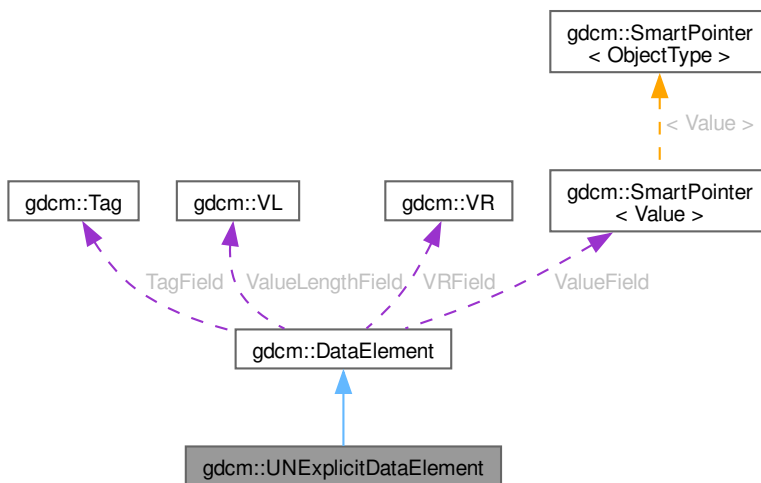 gdcm::SmartPointer
< ObjectType >
< Value >
gdcm::Tag
gdcm::VL
gdcm::VR
gdcm::SmartPointer
< Value >
TagField
ValueLengthField
VRField
ValueField
gdcm::DataElement
gdcm::UNExplicitDataElement